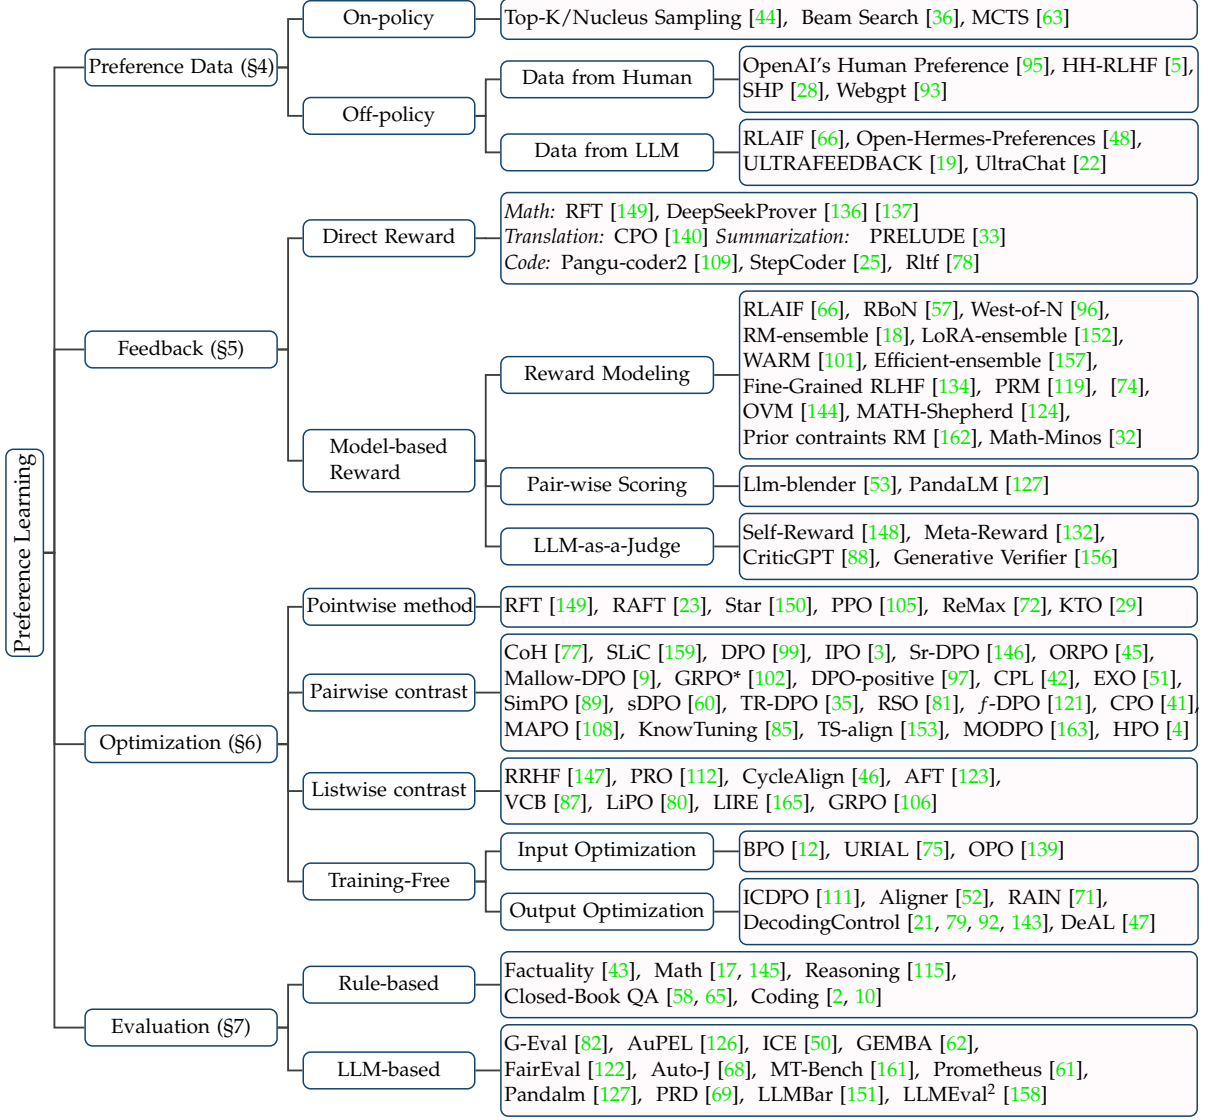 Preference Learning
Preference Data (§4)
On-policy
Top-K/Nucleus Sampling [44], Beam Search [36], MCTS [63]
Off-policy
Data from Human
OpenAI's Human Preference [95], HH-RLHF [5],
SHP [28], Webgpt [93]
Data from LLM
RLAIF [66], Open-Hermes-Preferences [48],
ULTRAFEEDBACK [19], UltraChat [22]
Feedback (§5)
Direct Reward
Math: RFT [149], DeepSeekProver [136] [137]
Translation: CPO [140] Summarization: PRELUDE [33]
Code: Pangu-coder2 [109], StepCoder [25], Rltf [78]
Model-based
Reward
Reward Modeling
RLAIF [66], RBoN [57], West-of-N [96],
RM-ensemble [18], LoRA-ensemble [152],
WARM [101], Efficient-ensemble [157],
Fine-Grained RLHF [134], PRM [119], [74],
OVM [144], MATH-Shepherd [124],
Prior contraints RM [162], Math-Minos [32]
Pair-wise Scoring
Llm-blender [53], PandaLM [127]
LLM-as-a-Judge
Self-Reward [148], Meta-Reward [132],
CriticGPT [88], Generative Verifier [156]
Optimization (§6)
Pointwise method
RFT [149], RAFT [23], Star [150], PPO [105], ReMax [72], KTO [29]
Pairwise contrast
CoH [77], SLiC [159], DPO [99], IPO [3], Sr-DPO [146], ORPO [45],
Mallow-DPO [9], GRPO* [102], DPO-positive [97], CPL [42], EXO [51],
SimPO [89], sDPO [60], TR-DPO [35], RSO [81], f-DPO [121], CPO [41],
MAPO [108], KnowTuning [85], TS-align [153], MODPO [163], HPO [4]
Listwise contrast
RRHF [147], PRO [112], CycleAlign [46], AFT [123],
VCB [87], LiPO [80], LIRE [165], GRPO [106]
Training-Free
Input Optimization
BPO [12], URIAL [75], OPO [139]
Output Optimization
ICDPO [111], Aligner [52], RAIN [71],
DecodingControl [21, 79, 92, 143], DeAL [47]
Evaluation (§7)
Rule-based
Factuality [43], Math [17, 145], Reasoning [115],
Closed-Book QA [58, 65], Coding [2, 10]
LLM-based
G-Eval [82], AuPEL [126], ICE [50], GEMBA [62],
FairEval [122], Auto-J [68], MT-Bench [161], Prometheus [61],
Pandalm [127], PRD [69], LLMBar [151], LLMEval² [158]